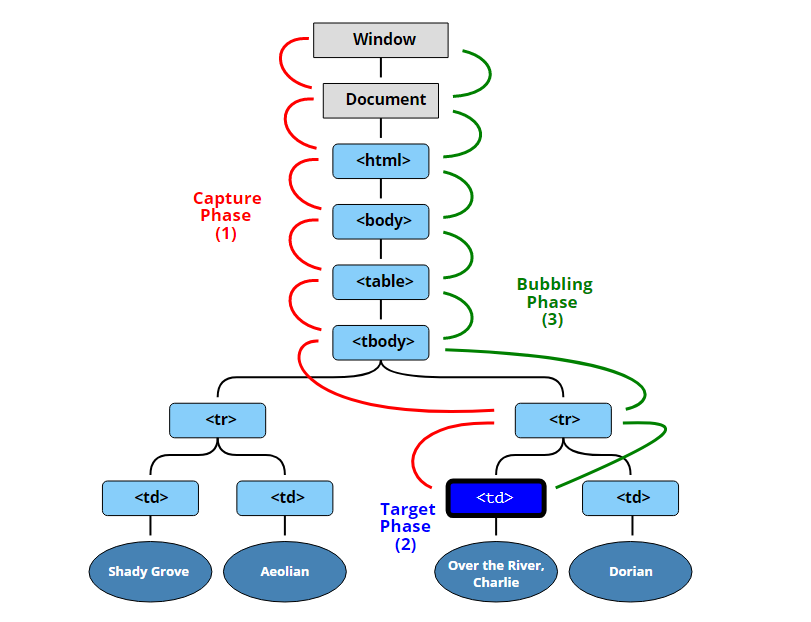 Window
Document
<html>
Capture
Phase
(1)
<body>
<table>
Bubbling
Phase
(3)
<tbody>
<tr>
<tr>
<td>
<td>
<td>
<td>
Target
Phase
(2)
Shady Grove
Aeolian
Over the River,
Charlie
Dorian